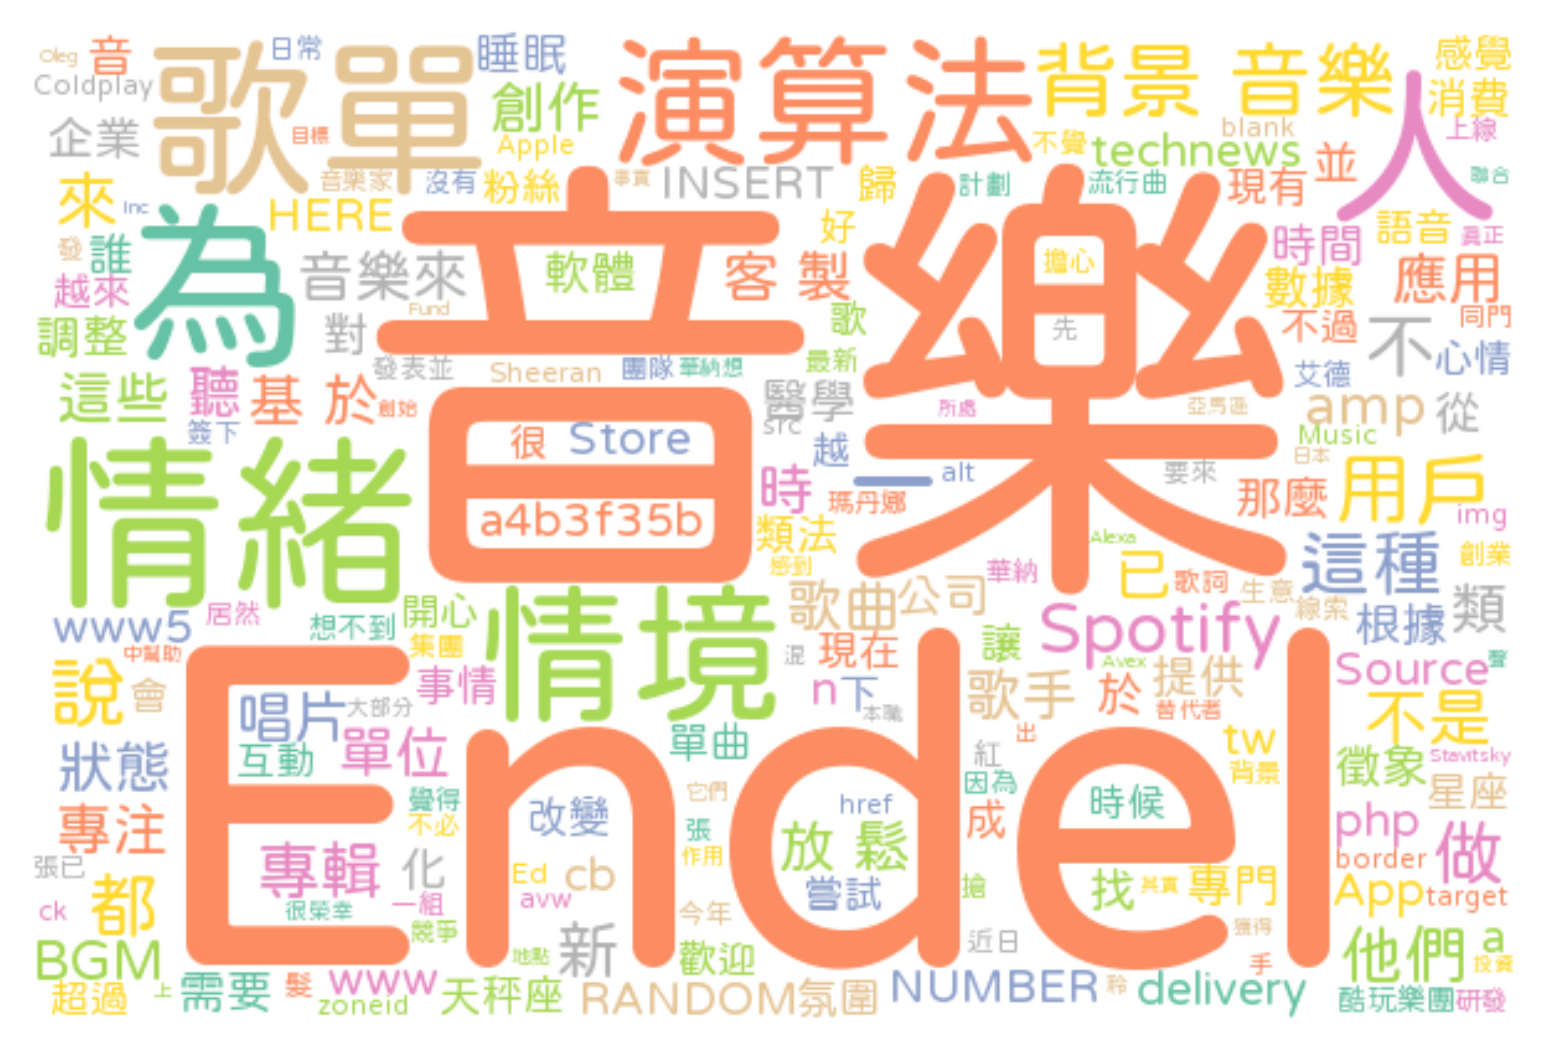 Oleg 音 歌單 日常 睡眠 演算法 背景 音樂 感覺
Coldplay 消費
企業 目標 創作 Apple 不覺 blank 人 上線
technews 並 聯合
來 音樂家 沒有 粉絲 事實 INSERT 歸 計劃 流行曲 現有
Inc 為 HERE 好 語音 真正
發 誰 音樂來 音樂 軟體 客 製 擔心 時間
越來 Fund 數據 應用
調整 對 歌 先 不過 不 同門
發表並 Sheeran 團隊 華納想 最新 艾德 心情
這些 聽 基 於 創始 醫學 所處 亞馬遜 amp 從
簽下 很 Store src 越 Music
情緒 時 一 alt 要來 日本 用戶
a4b3f35b 瑪丹娜 那麼 img
類法 Alexa 這種 創業
感到 華納 已 歌詞 生意
www5 居然 想不到 開心 情境 歌曲 公司 線索 根據 類
中幫助 集團 混 現在 讓 Spotify Source 聲
說 會 Endel 事情 n 下 Avex 提供
唱片 大部分 本職 歌手 於 替代者 不是
狀態 互動 單位 單曲 紅 出 tw 徵象 Stavitsky
覺得 它們 因為 背景 星座
專注 不必 改變 張 href 時候 php
張已 專輯 化 Ed cb 作用 放 鬆 成 border 做
都 很榮幸 一組 avw 嘗試 搶 找 其實 專門 App target
ck 競爭 今年 獲得
BGM 地點 新 歡迎 近日 手 他們 a 投資
超過 上 需要 髮 www zoneid 天秤座 RANDOM 氛圍 NUMBER 聆 delivery 酷玩樂團 研發